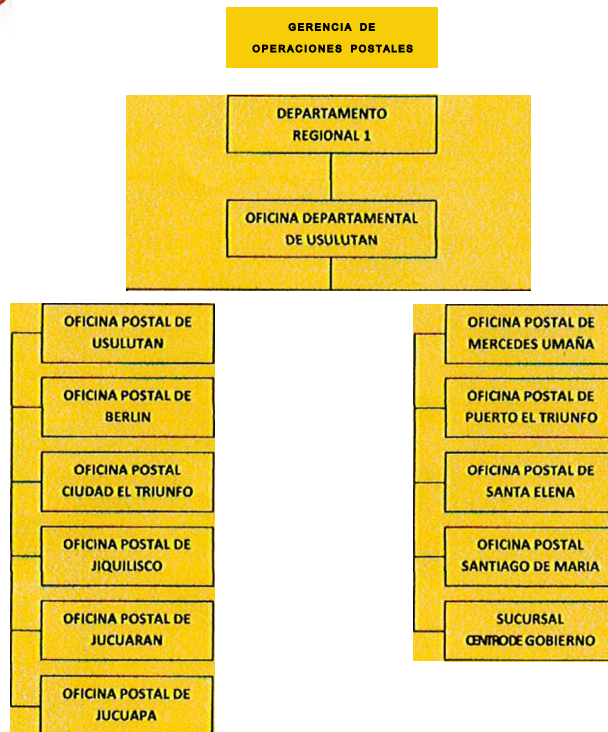 GERENCIA DE
OPERACIONES POSTALES
DEPARTAMENTO
REGIONAL 1
OFICINA DEPARTAMENTAL
DE USULUTAN
OFICINA POSTAL DE
USULUTAN
OFICINA POSTAL DE
BERLIN
OFICINA POSTAL
CIUDAD EL TRIUNFO
OFICINA POSTAL DE
JIQUILISCO
OFICINA POSTAL DE
JUCUARAN
OFICINA POSTAL DE
JUCUAPA
OFICINA POSTAL DE
MERCEDES UMAÑA
OFICINA POSTAL DE
PUERTO EL TRIUNFO
OFICINA POSTAL DE
SANTA ELENA
OFICINA POSTAL
SANTIAGO DE MARIA
SUCURSAL
CENTRO DE GOBIERNO